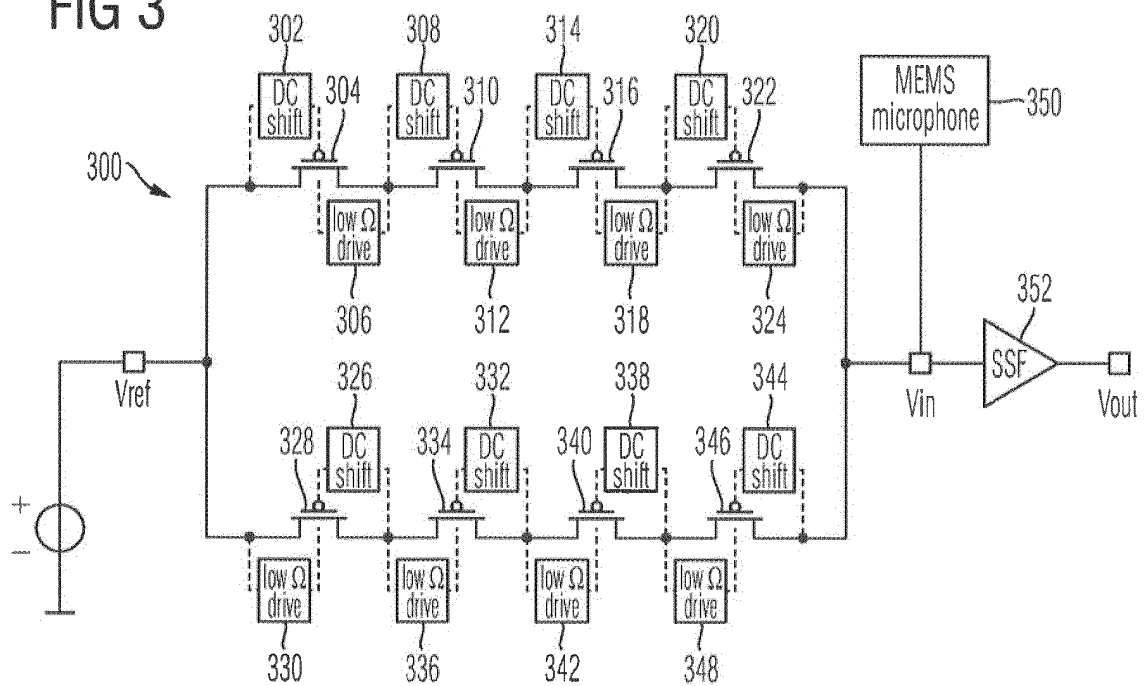 FIG 3
302
308
314
320
DC shift
304
DC shift
310
DC shift
316
DC shift
322
MEMS microphone
350
300
low Ω drive
low Ω drive
low Ω drive
low Ω drive
306
312
318
324
352
SSF
Vref
Vin
Vout
326
332
338
344
328
DC shift
334
DC shift
340
DC shift
346
DC shift
+
−
low Ω drive
low Ω drive
low Ω drive
low Ω drive
330
336
342
348